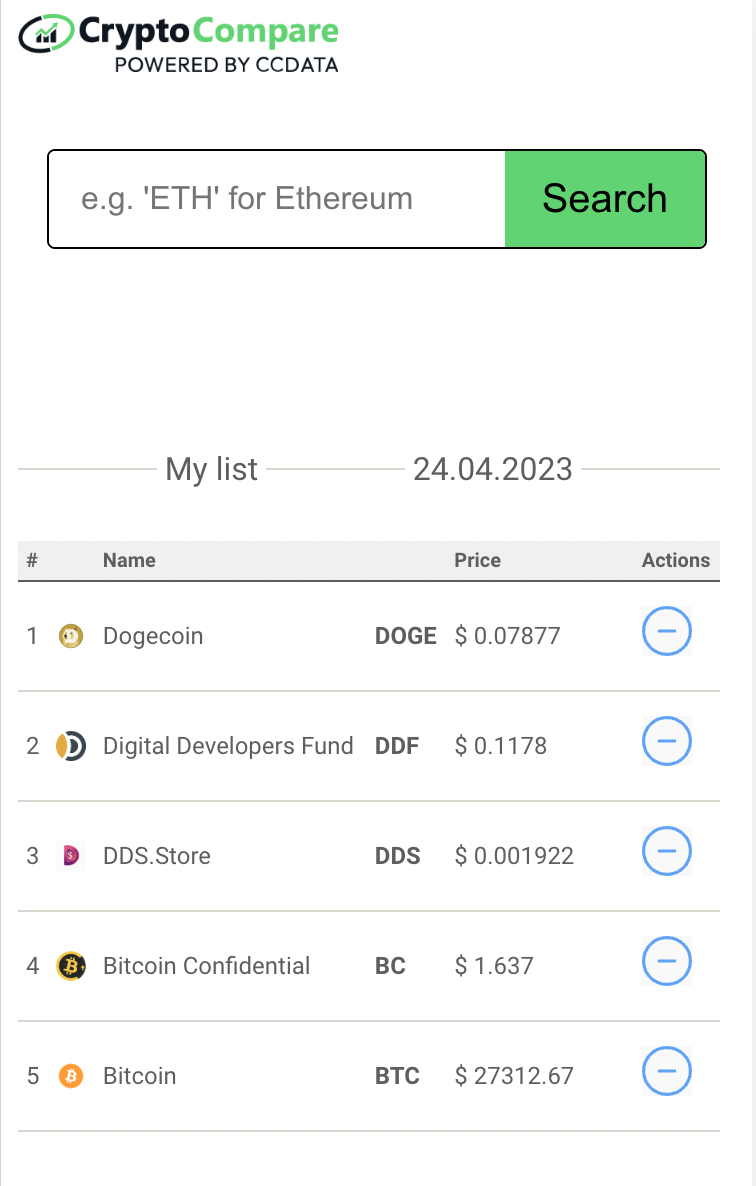 CryptoCompare
POWERED BY CCDATA
e.g. 'ETH' for Ethereum Search
My list 24.04.2023
# Name Price Actions
1 Dogecoin DOGE $ 0.07877
2 Digital Developers Fund DDF $ 0.1178
3 DDS.Store DDS $ 0.001922
4 Bitcoin Confidential BC $ 1.637
5 Bitcoin BTC $ 27312.67